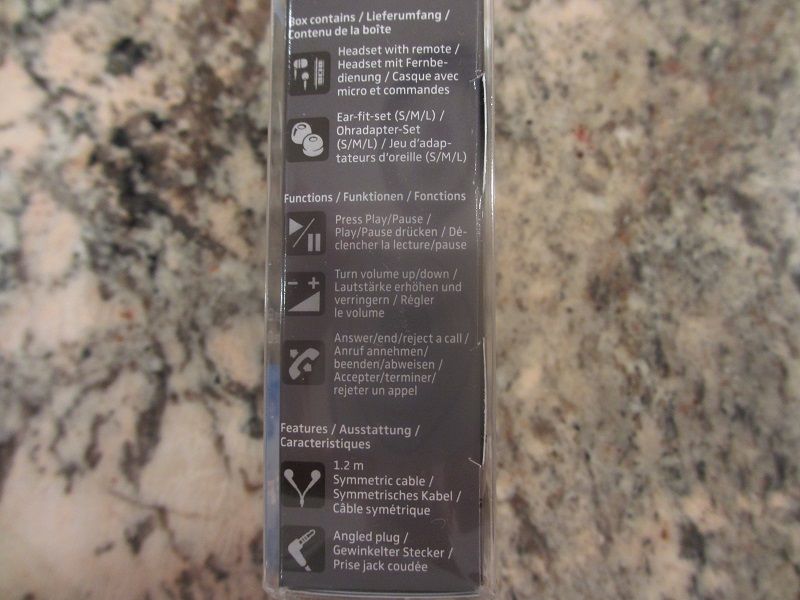 Box contains / Lieferumfang /
Contenu de la boîte
Headset with remote /
Headset mit Fernbe-
dienung / Casque avec
micro et commandes
Ear-fit-set (S/M/L) /
Ohradapter-Set
(S/M/L) / Jeu d'adap-
tateurs d'oreille (S/M/L)
Functions / Funktionen / Fonctions
Press Play/Pause /
Play/Pause drücken / Dé-
clencher la lecture/pause
Turn volume up/down /
Lautstärke erhöhen und
verringern / Régler
le volume
Answer/end/reject a call /
Anruf annehmen/
beenden/abweisen /
Accepter/terminer/
rejeter un appel
Features / Ausstattung /
Caracteristiques
1.2 m
Symmetric cable /
Symmetrisches Kabel /
Câble symétrique
Angled plug /
Gewinkelter Stecker /
Prise jack coudée